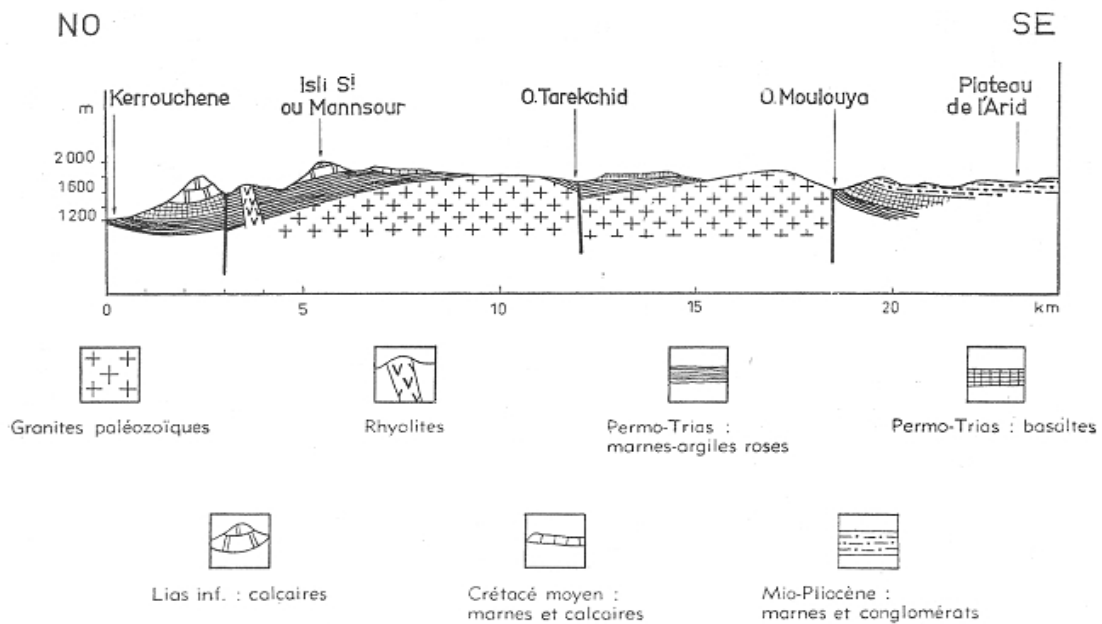 NO
SE
Kerrouchene
Isli Si
ou Mannsour
O.Tarekchid
O.Moulouya
Plateau
de l'Arid
m
2000
1600
1200
0
5
10
15
20
km
Granites paléozoïques
Rhyolites
Permo-Trias :
marnes-argiles roses
Permo-Trias : basaltes
Lias inf. : calçaires
Crétacé moyen :
marnes et calcaires
Mio-Pliocène :
marnes et conglomérats